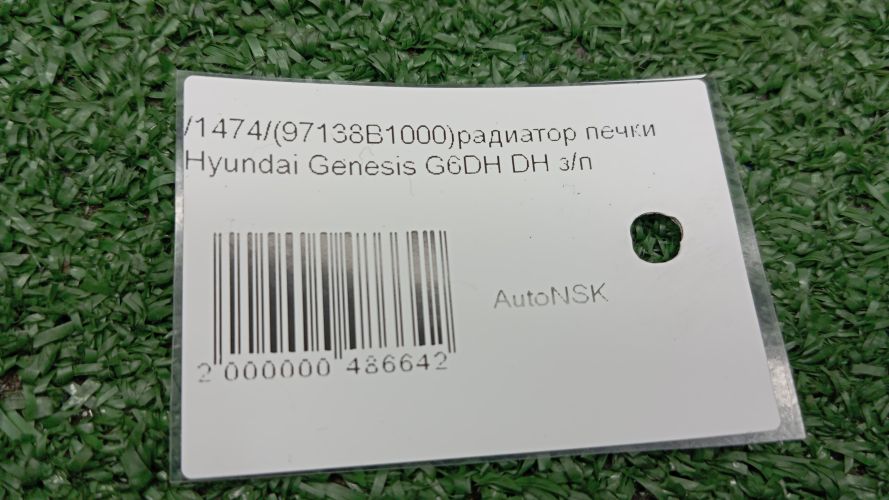 /1474/(97138B1000)радиатор печки
Hyundai Genesis G6DH DH з/п
AutoNSK
2 000000 486642